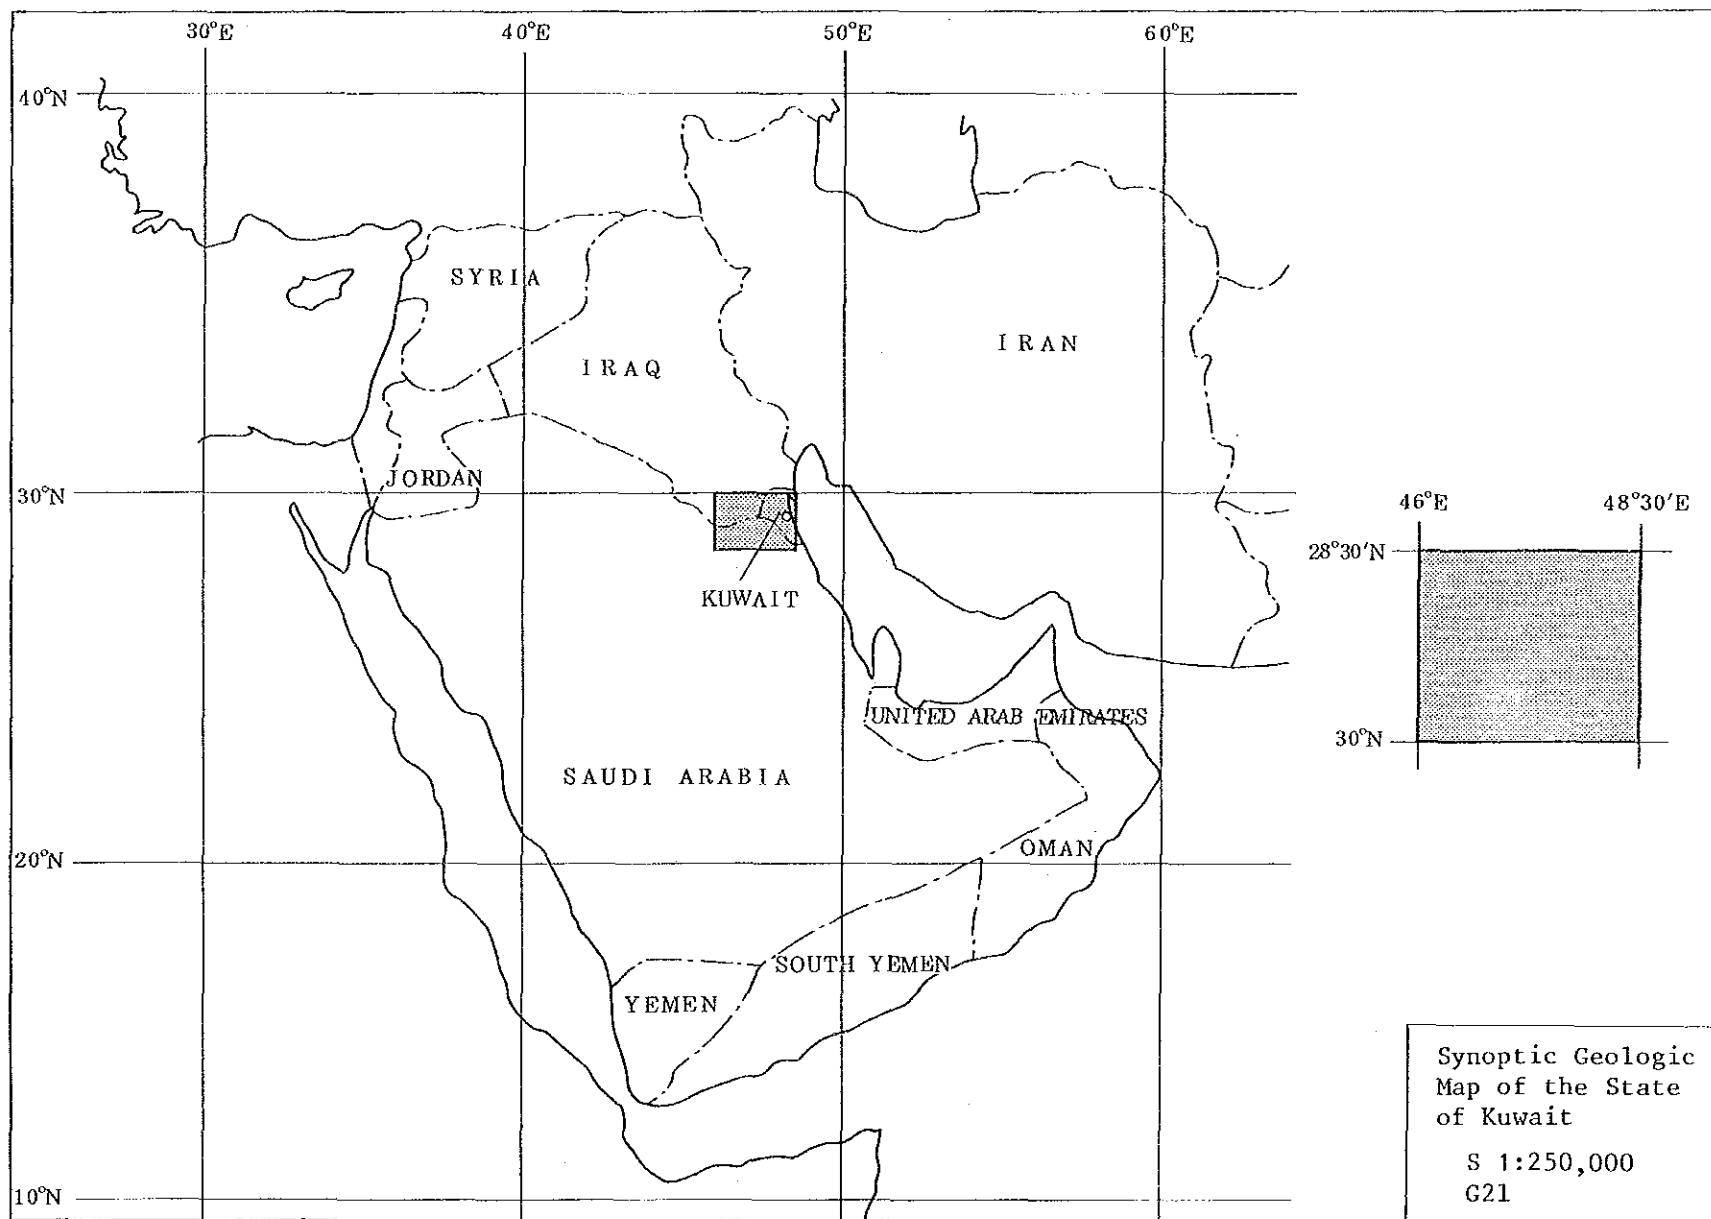 30°E 40°E 50°E 60°E
40°N
SYRIA
IRAN
IRAQ
JORDAN
30°N
46°E 48°30'E
28°30'N
KUWAIT
UNITED ARAB EMIRATES
30°N
SAUDI ARABIA
OMAN
20°N
SOUTH YEMEN
YEMEN
Synoptic Geologic
Map of the State
of Kuwait
S 1:250,000
G21
10°N